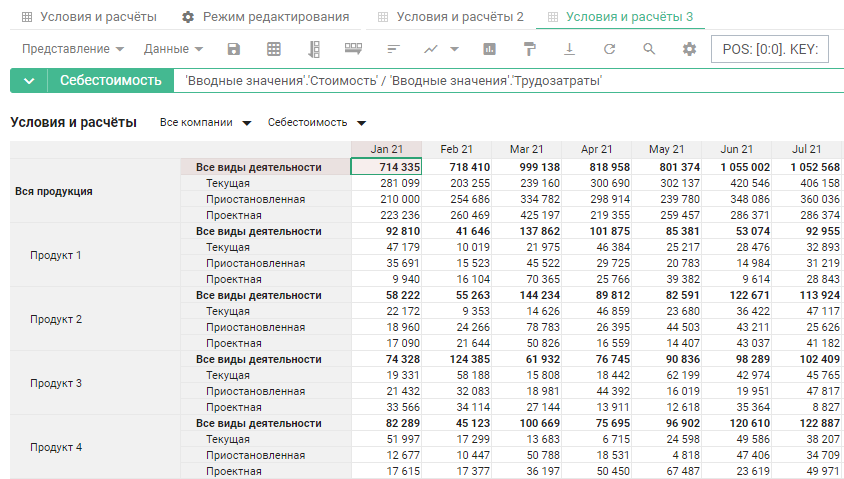 Условия и расчёты Режим редактирования Условия и расчёты 2 Условия и расчёты 3
Представление Данные POS: [0:0]. KEY:
Себестоимость 'Вводные значения'.'Стоимость' / 'Вводные значения'.'Трудозатраты'
Условия и расчёты Все компании Себестоимость
Jan 21 Feb 21 Mar 21 Apr 21 May 21 Jun 21 Jul 21
Все виды деятельности 714 335 718 410 999 138 818 958 801 374 1 055 002 1 052 568
Текущая 281 099 203 255 239 160 300 690 302 137 420 546 406 158
Вся продукция
Приостановленная 210 000 254 686 334 782 298 914 239 780 348 086 360 036
Проектная 223 236 260 469 425 197 219 355 259 457 286 371 286 374
Все виды деятельности 92 810 41 646 137 862 101 875 85 381 53 074 92 955
Текущая 47 179 10 019 21 975 46 384 25 217 28 476 32 893
Продукт 1
Приостановленная 35 691 15 523 45 522 29 725 20 783 14 984 31 219
Проектная 9 940 16 104 70 365 25 766 39 382 9 614 28 843
Все виды деятельности 58 222 55 263 144 234 89 812 82 591 122 671 113 924
Текущая 22 172 9 353 14 626 46 859 23 680 36 422 47 117
Продукт 2
Приостановленная 18 960 24 266 78 783 26 395 44 503 43 211 25 626
Проектная 17 090 21 644 50 826 16 559 14 407 43 037 41 182
Все виды деятельности 74 328 124 385 61 932 76 745 90 836 98 289 102 409
Текущая 19 331 58 188 15 808 18 442 62 199 42 974 45 765
Продукт 3
Приостановленная 21 432 32 083 18 981 44 392 16 019 19 951 47 817
Проектная 33 566 34 114 27 144 13 911 12 618 35 364 8 827
Все виды деятельности 82 289 45 123 100 669 75 695 96 902 120 610 122 887
Текущая 51 997 17 299 13 683 6 715 24 598 49 586 38 207
Продукт 4
Приостановленная 12 677 10 447 50 788 18 531 4 818 47 406 34 709
Проектная 17 615 17 377 36 197 50 450 67 487 23 619 49 971